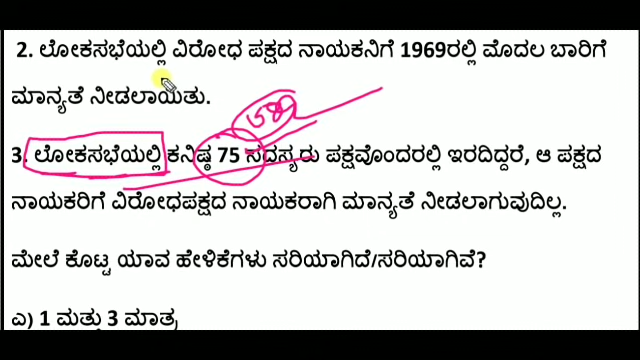 2. ಲೋಕಸಭೆಯಲ್ಲಿ ವಿರೋಧ ಪಕ್ಷದ ನಾಯಕನಿಗೆ 1969ರಲ್ಲಿ ಮೊದಲ ಬಾರಿಗೆ
ಮಾನ್ಯತೆ ನೀಡಲಾಯಿತು.
3. ಲೋಕಸಭೆಯಲ್ಲಿ ಕನಿಷ್ಠ 75 ಸದಸ್ಯರು ಪಕ್ಷವೊಂದರಲ್ಲಿ ಇರದಿದ್ದರೆ, ಆ ಪಕ್ಷದ
ನಾಯಕರಿಗೆ ವಿರೋಧಪಕ್ಷದ ನಾಯಕರಾಗಿ ಮಾನ್ಯತೆ ನೀಡಲಾಗುವುದಿಲ್ಲ.
ಮೇಲೆ ಕೊಟ್ಟ ಯಾವ ಹೇಳಿಕೆಗಳು ಸರಿಯಾಗಿದೆ/ಸರಿಯಾಗಿವೆ?
ಎ) 1 ಮತ್ತು 3 ಮಾತ್ರ